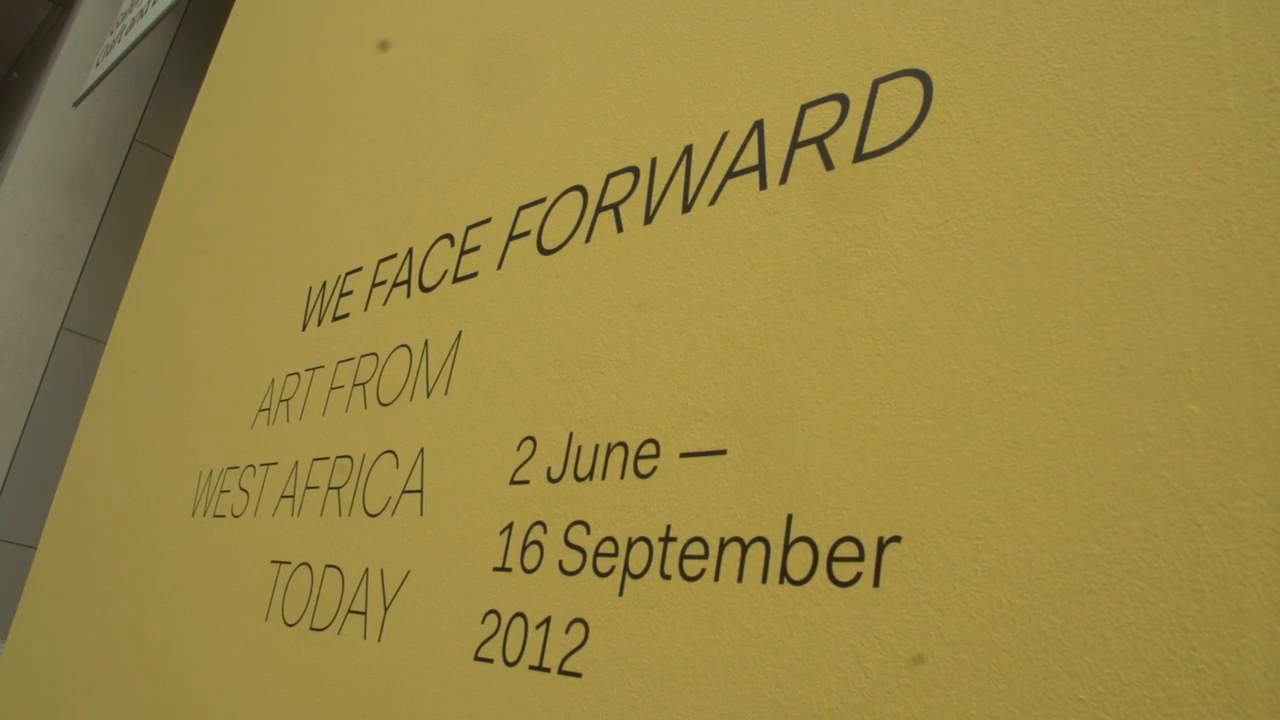 WE FACE FORWARD
ART FROM
WEST AFRICA
TODAY
2 June —
16 September
2012